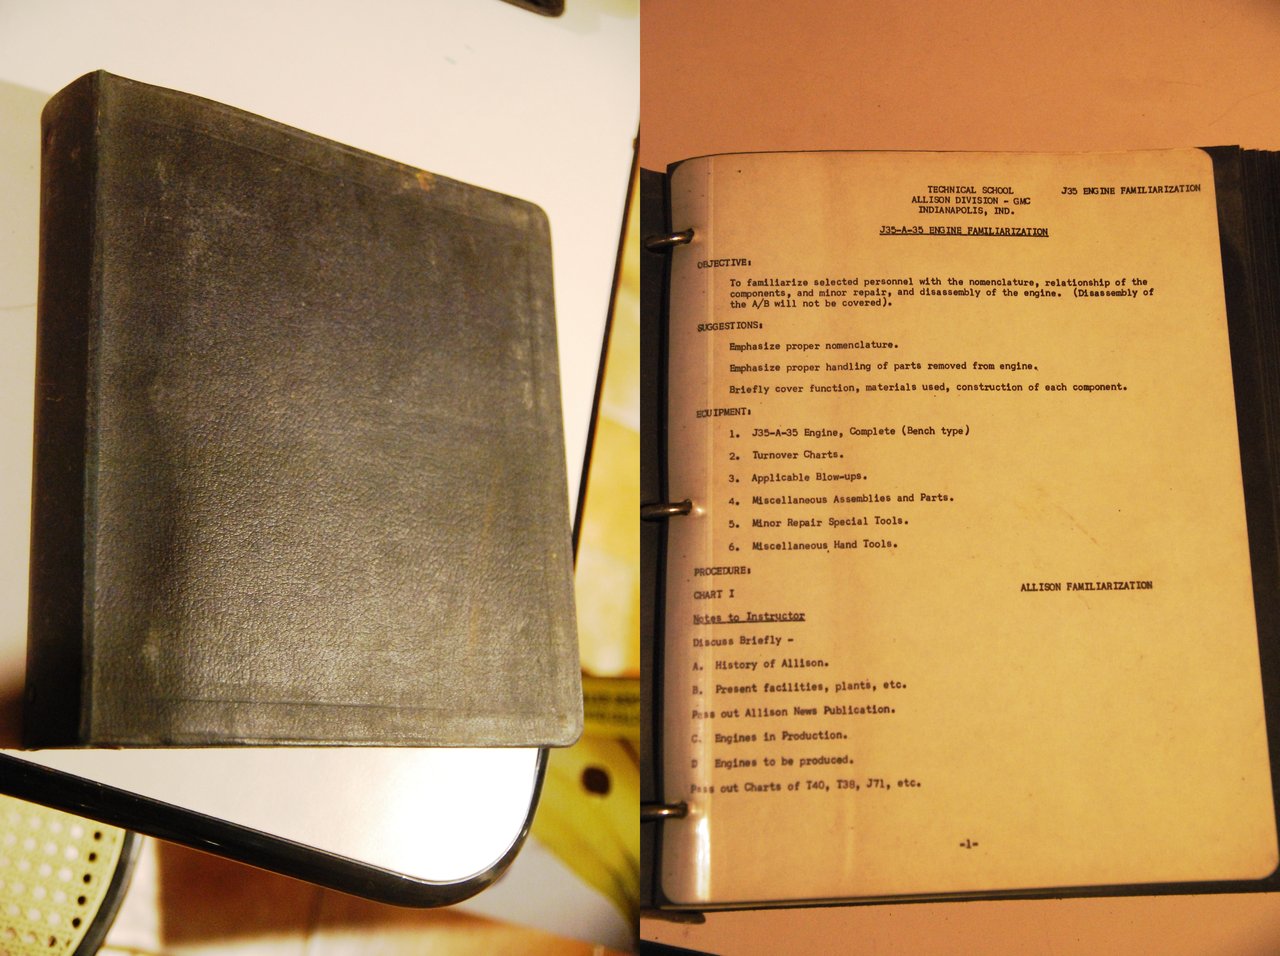 TECHNICAL SCHOOL J35 ENGINE FAMILIARIZATION
ALLISON DIVISION - GMC
INDIANAPOLIS, IND.
J35-A-35 ENGINE FAMILIARIZATION
OBJECTIVE:
To familiarize selected personnel with the nomenclature, relationship of the
components, and minor repair, and disassembly of the engine. (Disassembly of
the A/B will not be covered).
SUGGESTIONS:
Emphasize proper nomenclature.
Emphasize proper handling of parts removed from engine.
Briefly cover function, materials used, construction of each component.
EQUIPMENT:
1. J35-A-35 Engine, Complete (Bench type)
2. Turnover Charts.
3. Applicable Blow-ups.
4. Miscellaneous Assemblies and Parts.
5. Minor Repair Special Tools.
6. Miscellaneous Hand Tools.
PROCEDURE:
CHART I ALLISON FAMILIARIZATION
Notes to Instructor
Discuss Briefly -
A. History of Allison.
B. Present facilities, plants, etc.
Pass out Allison News Publication.
C. Engines in Production.
D Engines to be produced.
Pass out Charts of T40, T38, J71, etc.
-1-